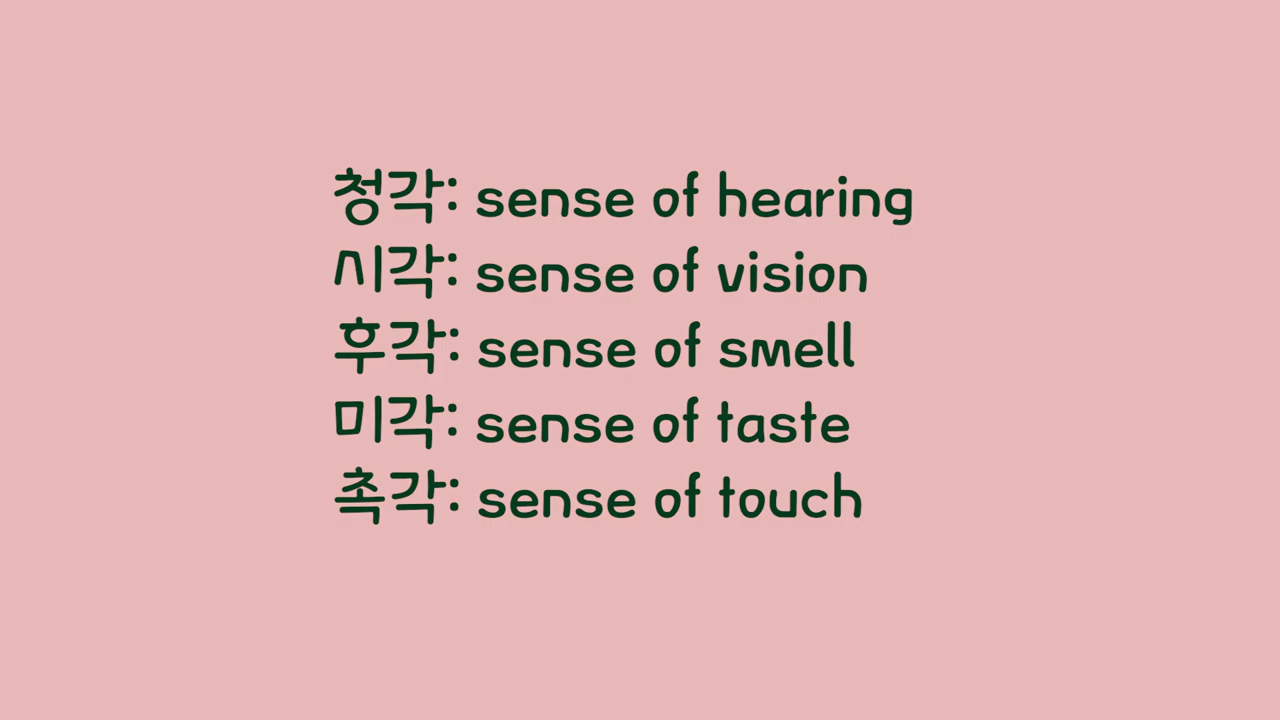 청각: sense of hearing
시각: sense of vision
후각: sense of smell
미각: sense of taste
촉각: sense of touch